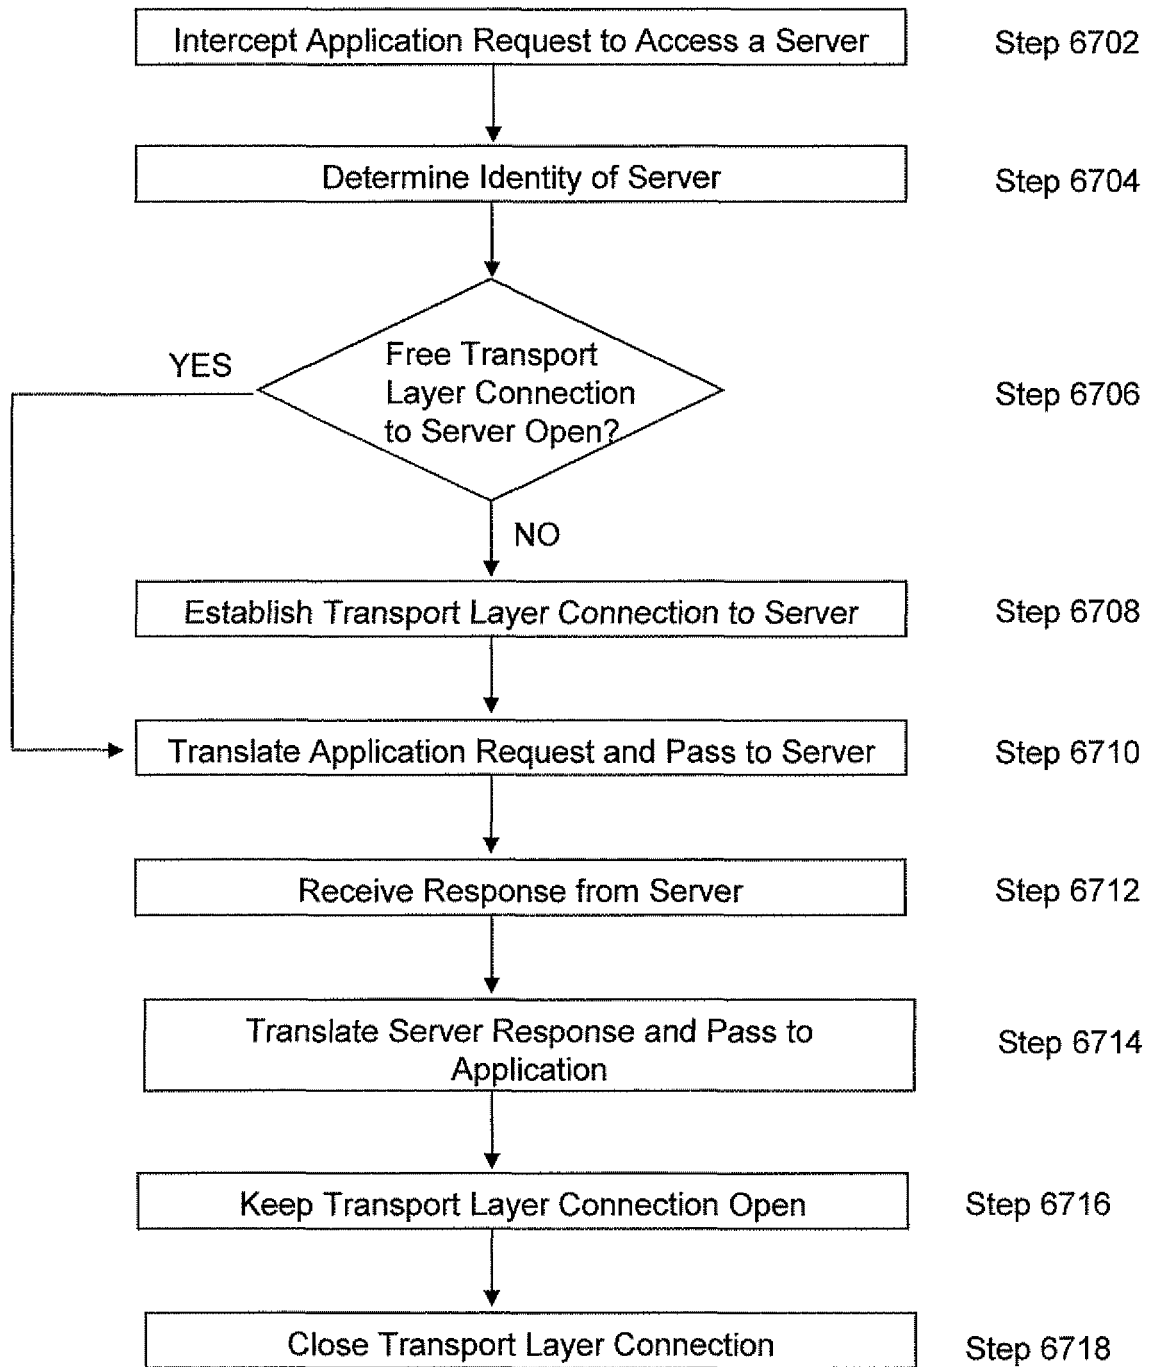 Intercept Application Request to Access a Server
Step 6702
Determine Identity of Server
Step 6704
YES
Free Transport
Layer Connection
to Server Open?
Step 6706
NO
Establish Transport Layer Connection to Server
Step 6708
Translate Application Request and Pass to Server
Step 6710
Receive Response from Server
Step 6712
Translate Server Response and Pass to
Application
Step 6714
Keep Transport Layer Connection Open
Step 6716
Close Transport Layer Connection
Step 6718